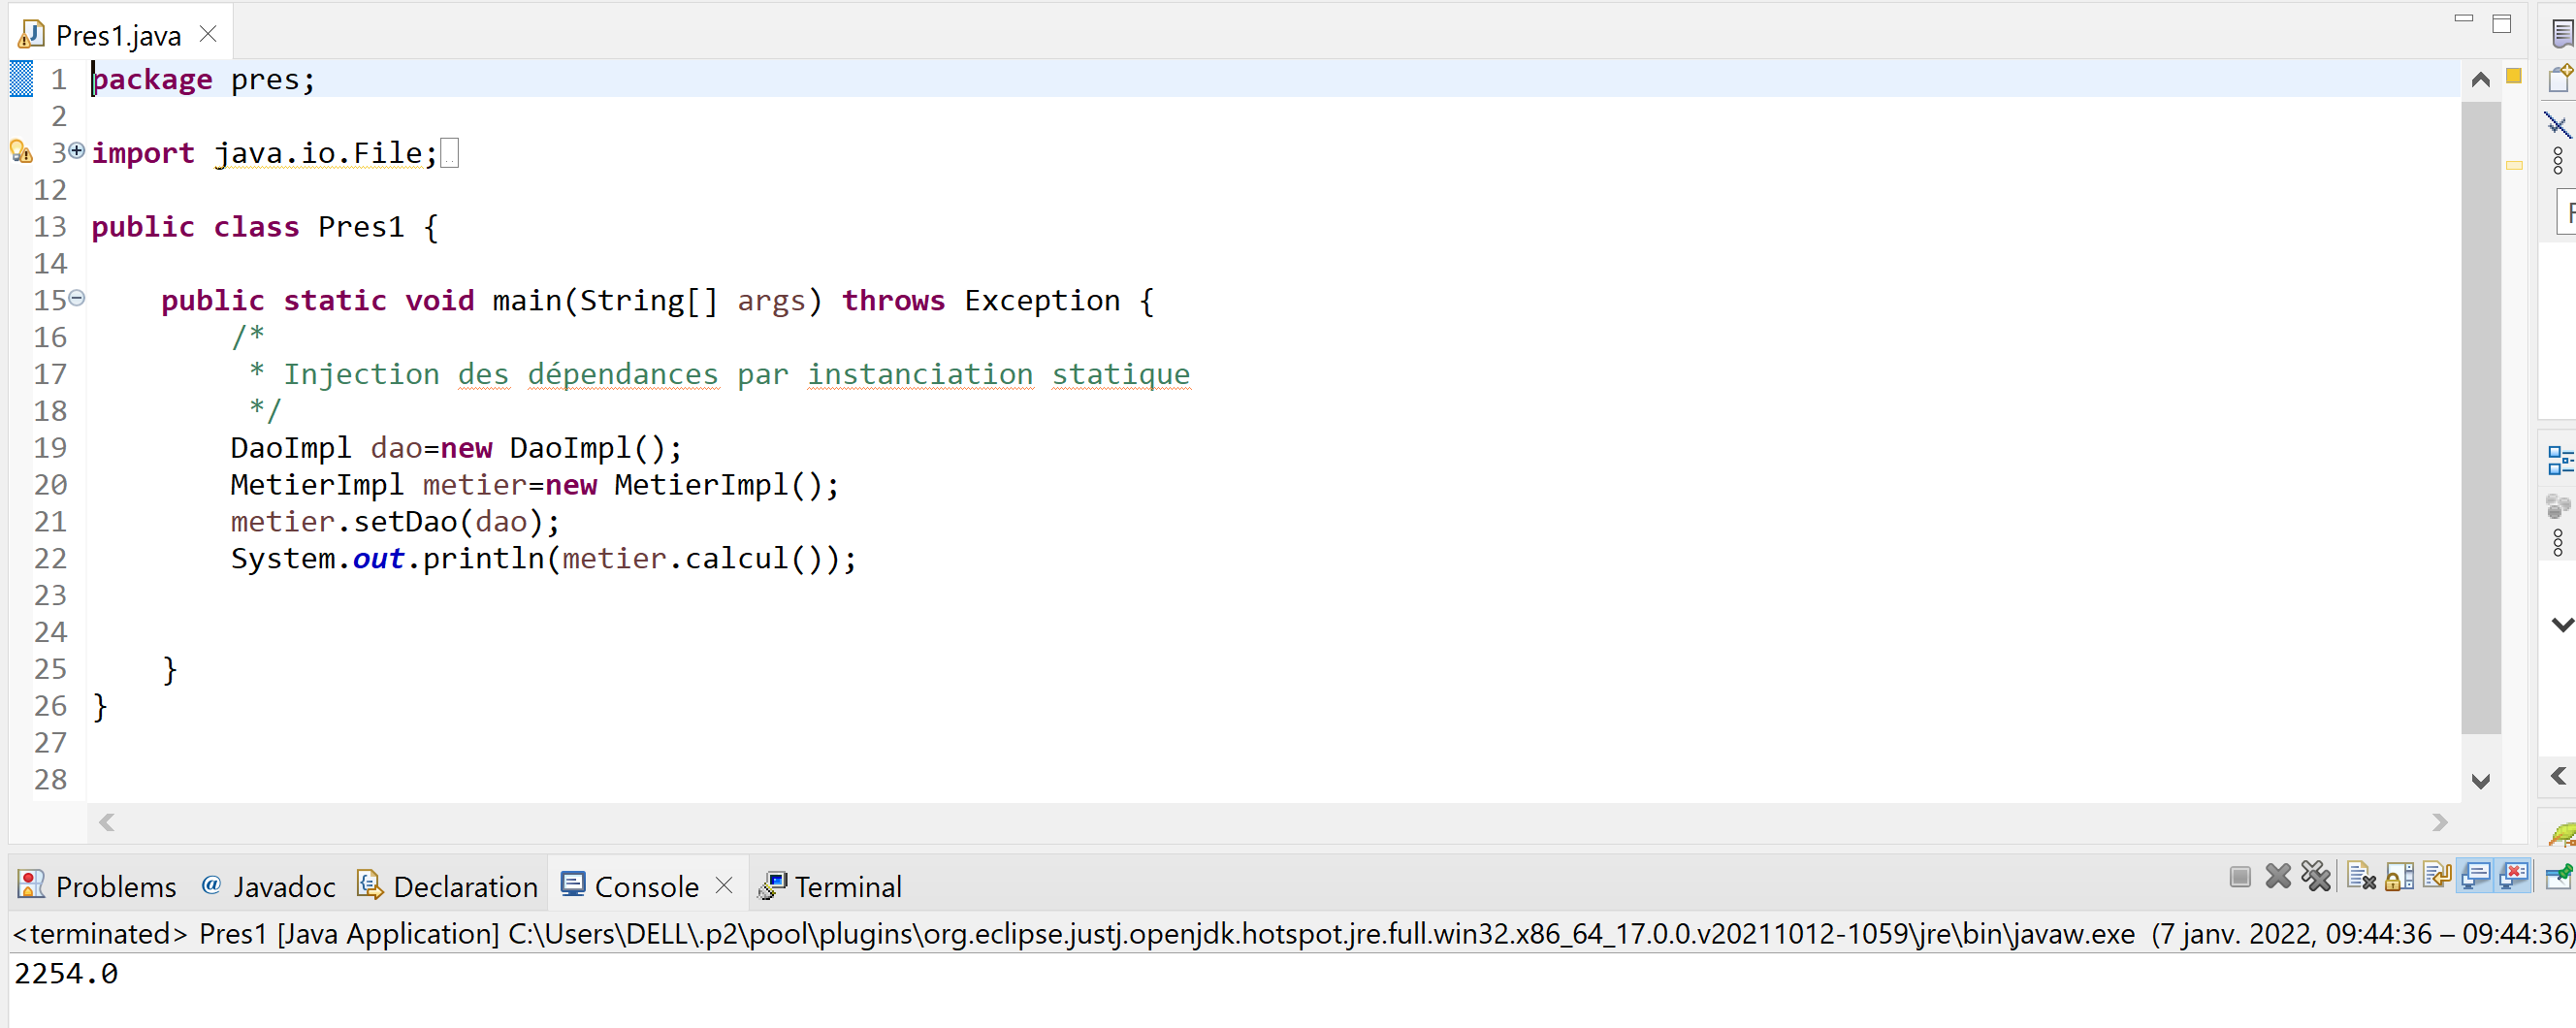 Pres1.java
1 package pres;
2
3 import java.io.File;
12
13 public class Pres1 {
14
15 public static void main(String[] args) throws Exception {
16 /*
17 * Injection des dépendances par instanciation statique
18 */
19 DaoImpl dao=new DaoImpl();
20 MetierImpl metier=new MetierImpl();
21 metier.setDao(dao);
22 System.out.println(metier.calcul());
23
24
25 }
26 }
27
28
Problems @ Javadoc Declaration Console Terminal
<terminated> Pres1 [Java Application] C:\Users\DELL\.p2\pool\plugins\org.eclipse.justj.openjdk.hotspot.jre.full.win32.x86_64_17.0.0.v20211012-1059\jre\bin\javaw.exe (7 janv. 2022, 09:44:36 – 09:44:36)
2254.0